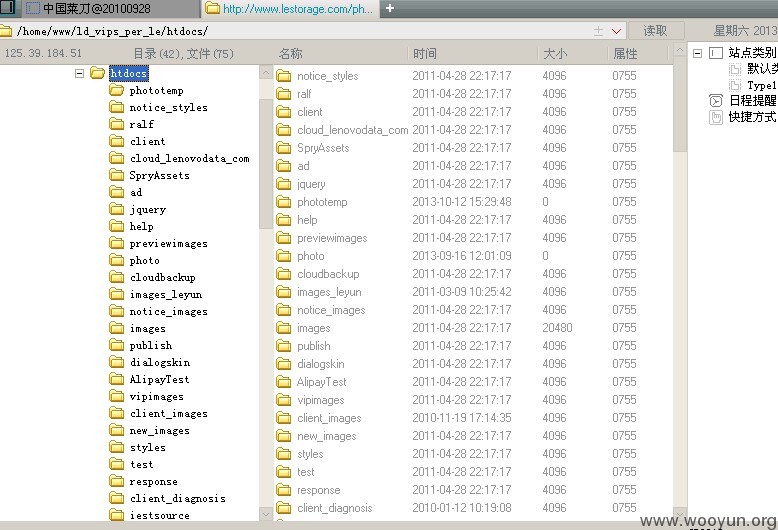 中国菜刀@20100928
http://www.lestorage.com/ph...
/home/www/ld_vips_per_le/htdocs/
读取
星期六 2013
125.39.184.51
目录(42),文件(75)
名称
时间
大小
属性
htdocs
phototemp
notice_styles
ralf
client
cloud_lenovodata_com
SpryAssets
ad
jquery
help
previewimages
photo
cloudbackup
images_leyun
notice_images
images
publish
dialogskin
AlipayTest
vipimages
client_images
new_images
styles
test
response
client_diagnosis
iestsource
notice_styles 2011-04-28 22:17:17 4096 0755
ralf 2011-04-28 22:17:17 4096 0755
client 2011-04-28 22:17:17 4096 0755
cloud_lenovodata_com 2011-04-28 22:17:17 4096 0755
SpryAssets 2011-04-28 22:17:17 4096 0755
ad 2011-04-28 22:17:17 4096 0755
jquery 2011-04-28 22:17:17 4096 0755
phototemp 2013-10-12 15:29:48 0 0755
help 2011-04-28 22:17:17 4096 0755
previewimages 2011-04-28 22:17:17 4096 0755
photo 2013-09-16 12:01:09 0 0755
cloudbackup 2011-04-28 22:17:17 4096 0755
images_leyun 2011-03-09 10:25:42 4096 0755
notice_images 2011-04-28 22:17:17 4096 0755
images 2011-04-28 22:17:17 20480 0755
publish 2011-04-28 22:17:17 4096 0755
dialogskin 2011-04-28 22:17:17 4096 0755
AlipayTest 2011-04-28 22:17:17 4096 0755
vipimages 2011-04-28 22:17:17 4096 0755
client_images 2010-11-19 17:14:35 4096 0755
new_images 2011-04-28 22:17:17 4096 0755
styles 2011-04-28 22:17:17 4096 0755
test 2011-04-28 22:17:17 4096 0755
response 2011-04-28 22:17:17 4096 0755
client_diagnosis 2010-01-12 10:19:08 4096 0755
站点类别
默认类
Type1
日程提醒
快捷方式
www.wooyun.org